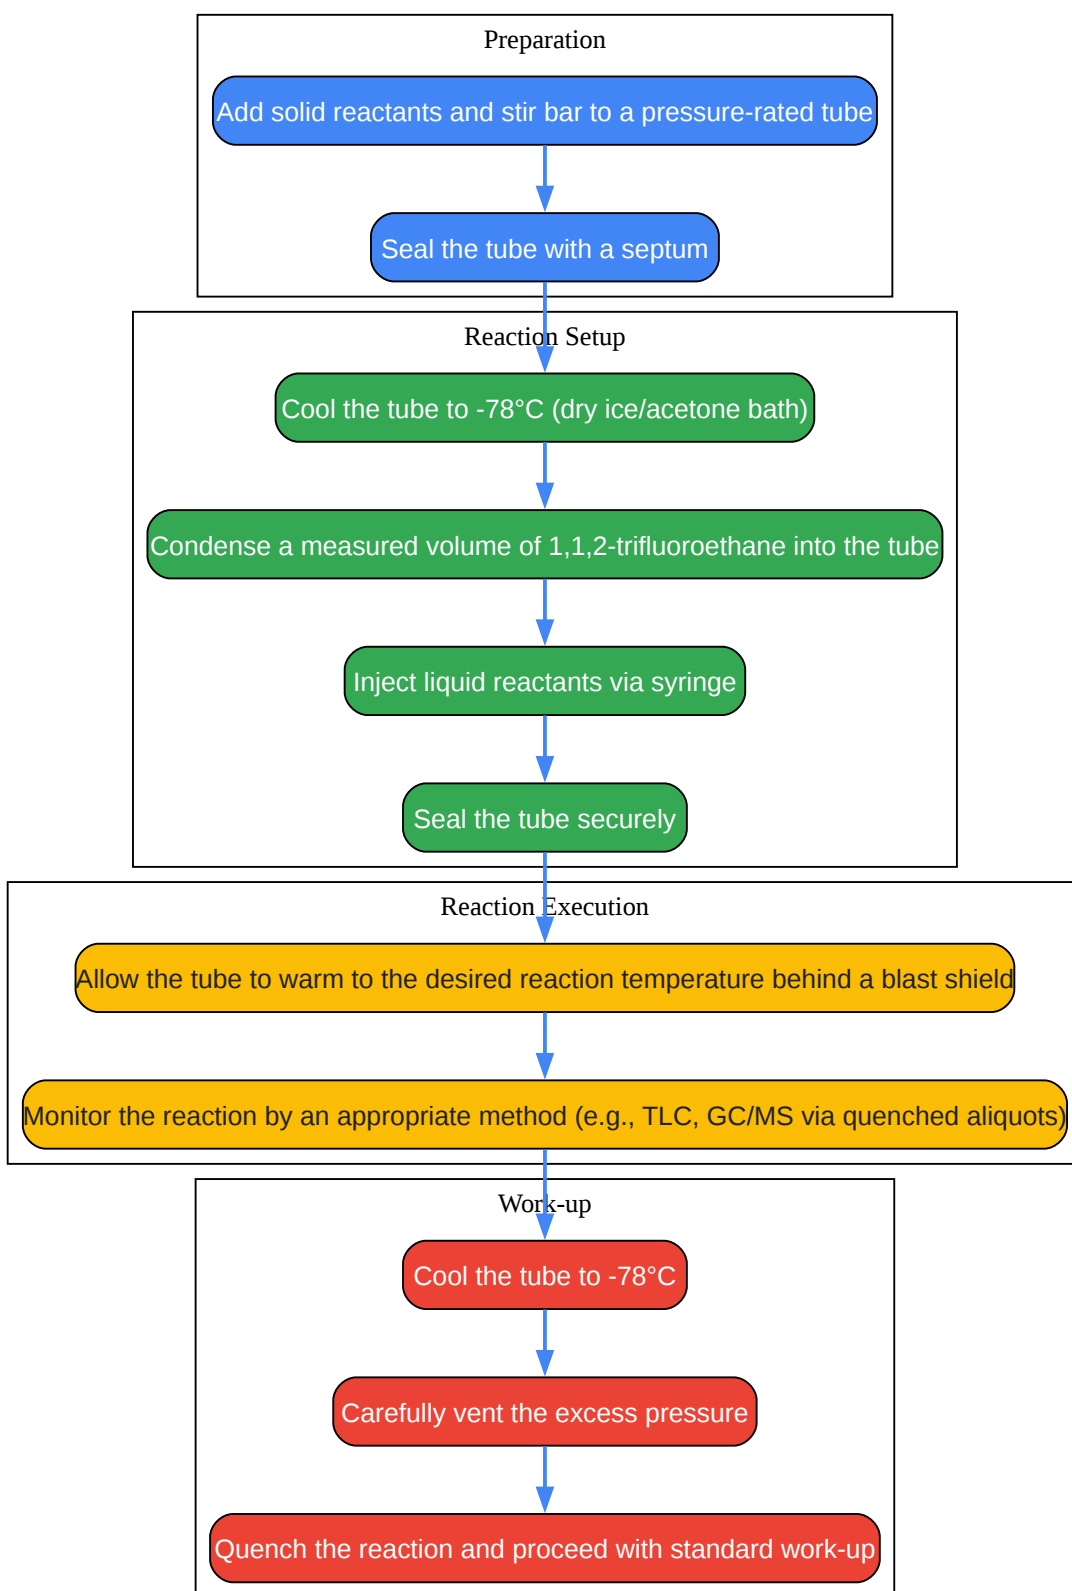 Preparation
Add solid reactants and stir bar to a pressure-rated tube
Seal the tube with a septum
Reaction Setup
Cool the tube to -78°C (dry ice/acetone bath)
Condense a measured volume of 1,1,2-trifluoroethane into the tube
Inject liquid reactants via syringe
Seal the tube securely
Reaction Execution
Allow the tube to warm to the desired reaction temperature behind a blast shield
Monitor the reaction by an appropriate method (e.g., TLC, GC/MS via quenched aliquots)
Work-up
Cool the tube to -78°C
Carefully vent the excess pressure
Quench the reaction and proceed with standard work-up